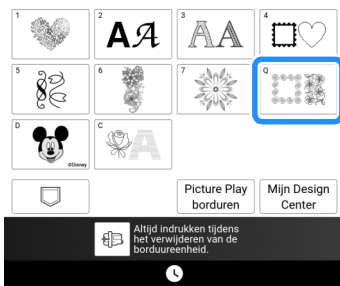 1
2
3
4
A A
A A
5
6
7
Q
D
C
©Disney
A
Picture Play
borduren
Mijn Design
Center
Altijd indrukken tijdens
het verwijderen van de
borduureenheid.